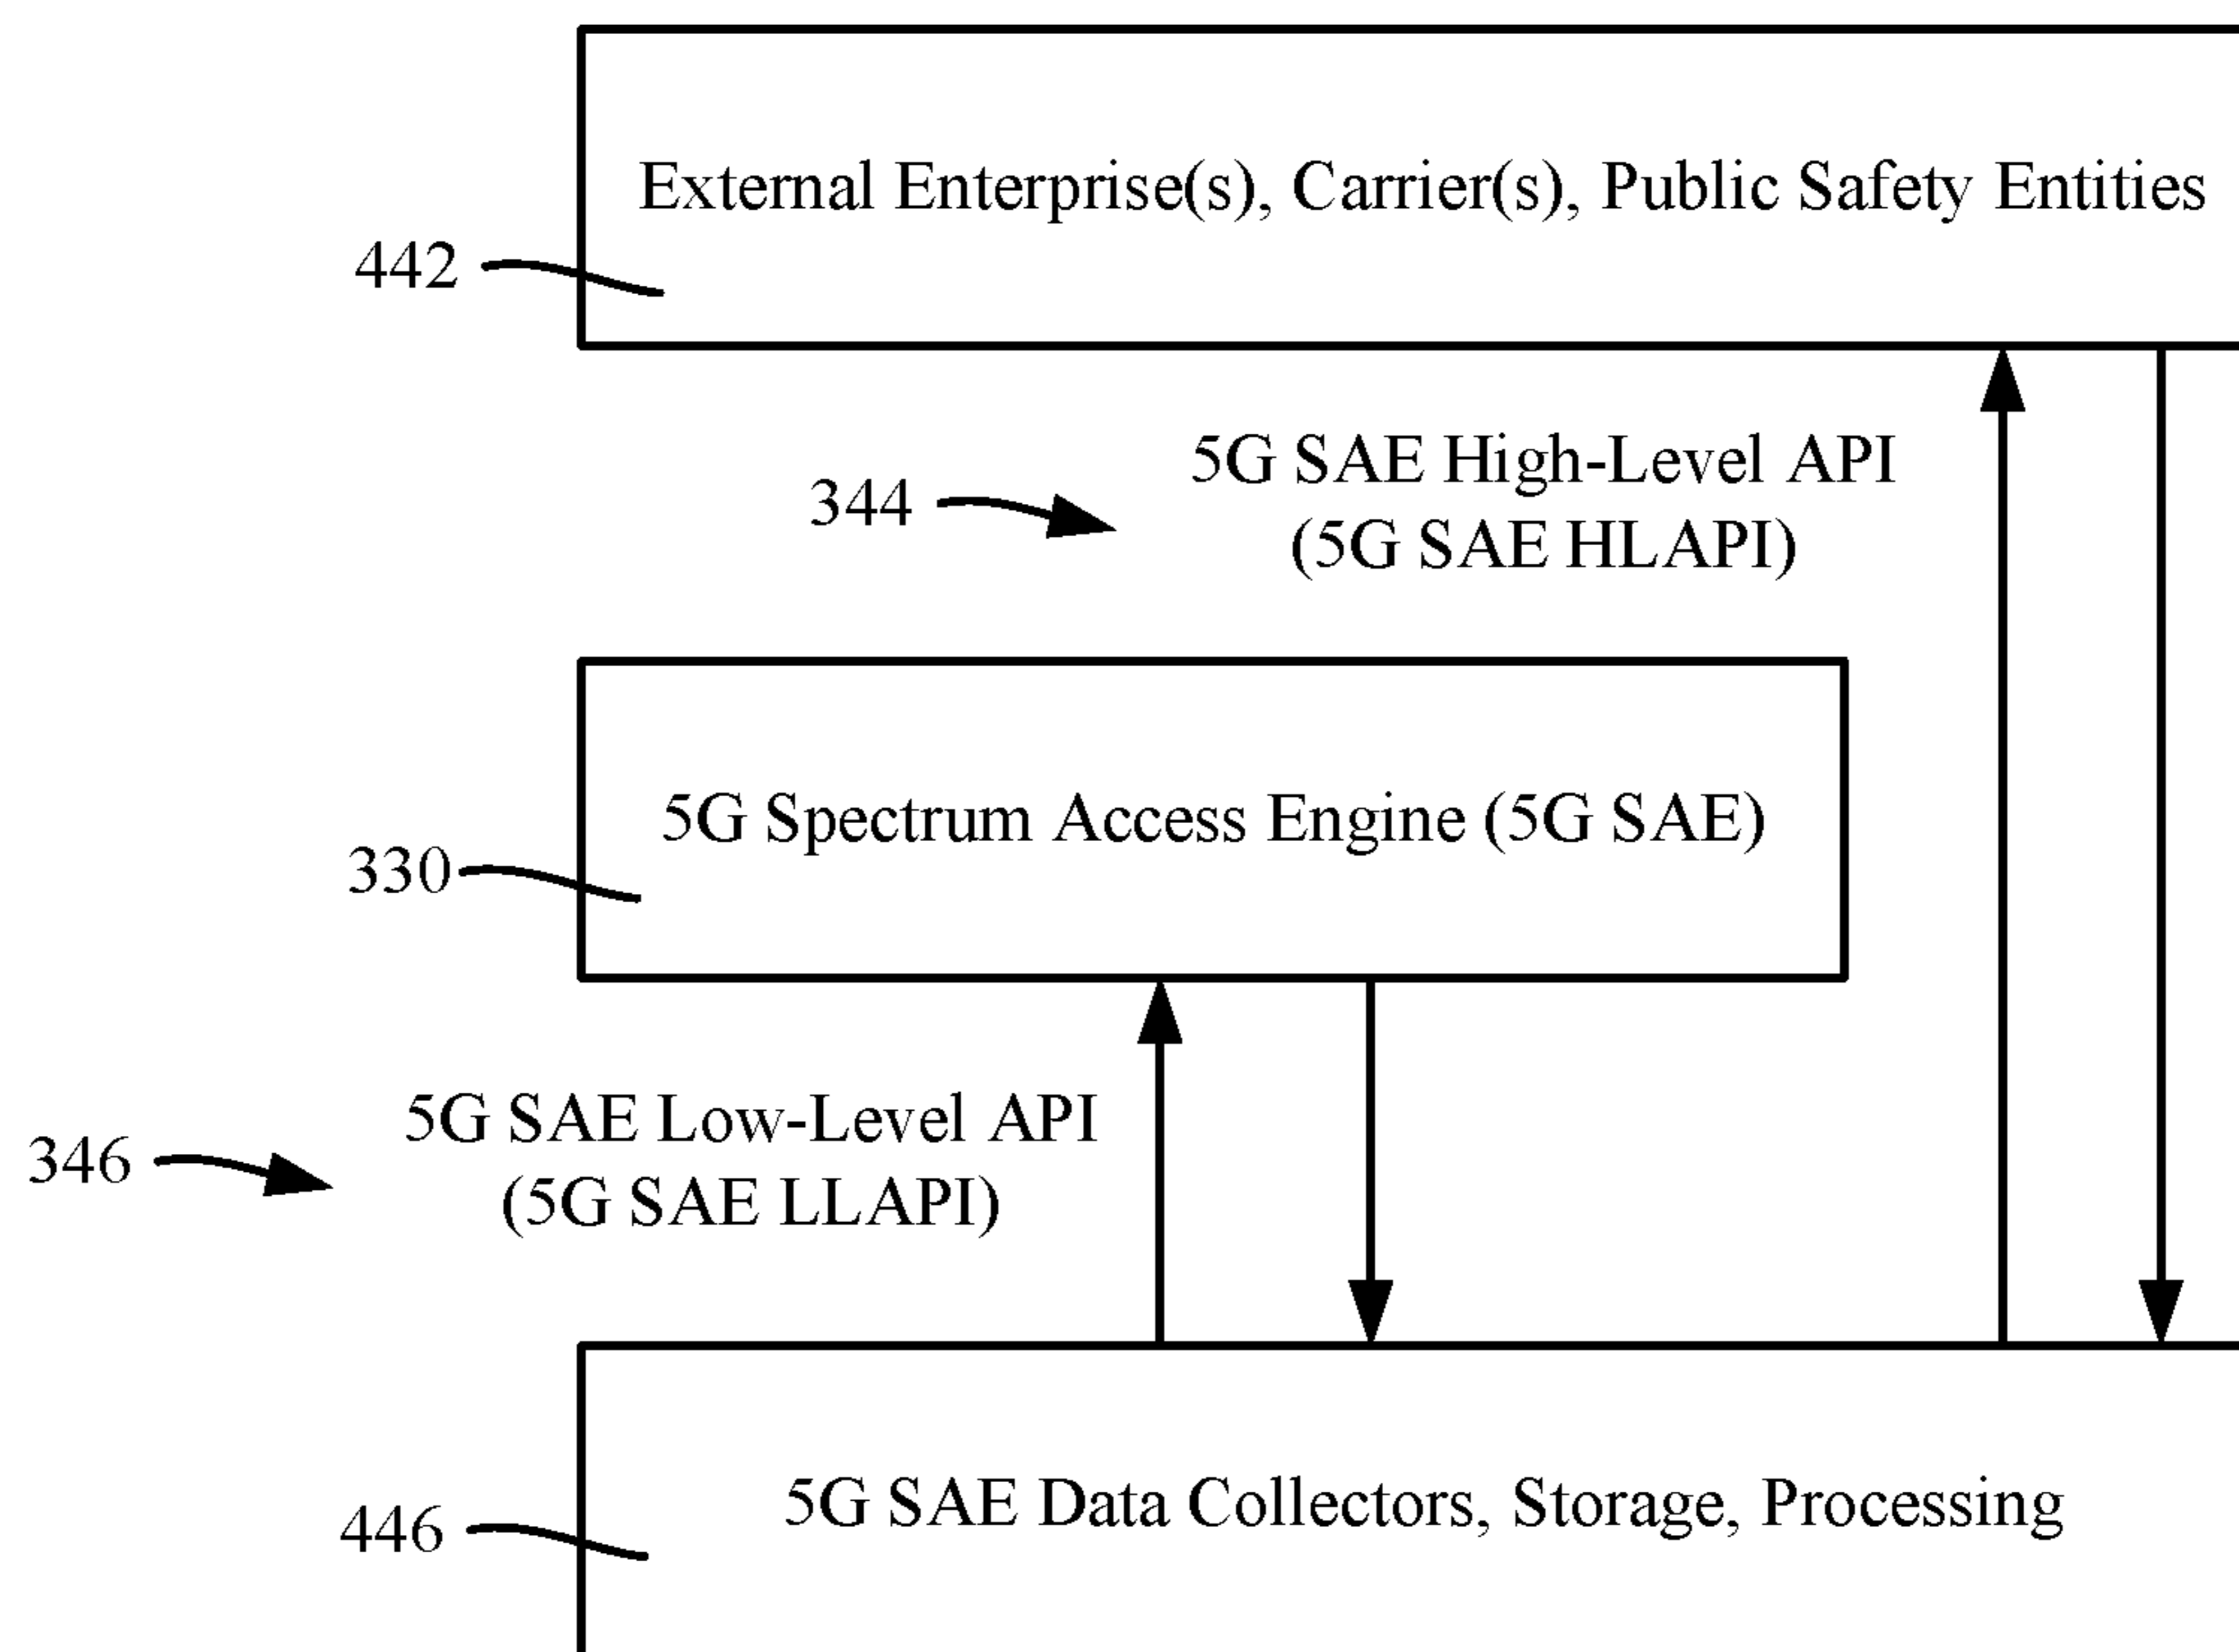 External Enterprise(s), Carrier(s), Public Safety Entities
442
5G SAE High-Level API
344
(5G SAE HLAPI)
5G Spectrum Access Engine (5G SAE)
330
5G SAE Low-Level API
346
(5G SAE LLAPI)
5G SAE Data Collectors, Storage, Processing
446